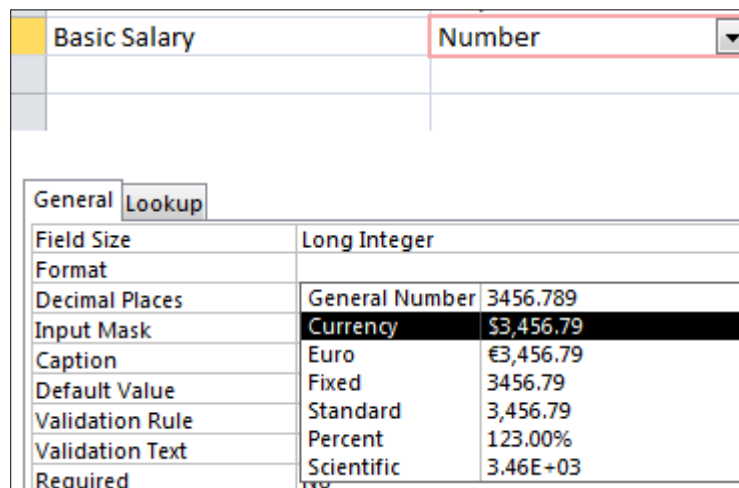 Basic Salary Number
General Lookup
Field Size Long Integer
Format
Decimal Places General Number 3456.789
Input Mask Currency $3,456.79
Caption Euro €3,456.79
Default Value Fixed 3456.79
Validation Rule Standard 3,456.79
Validation Text Percent 123.00%
Required Scientific 3.46E+03